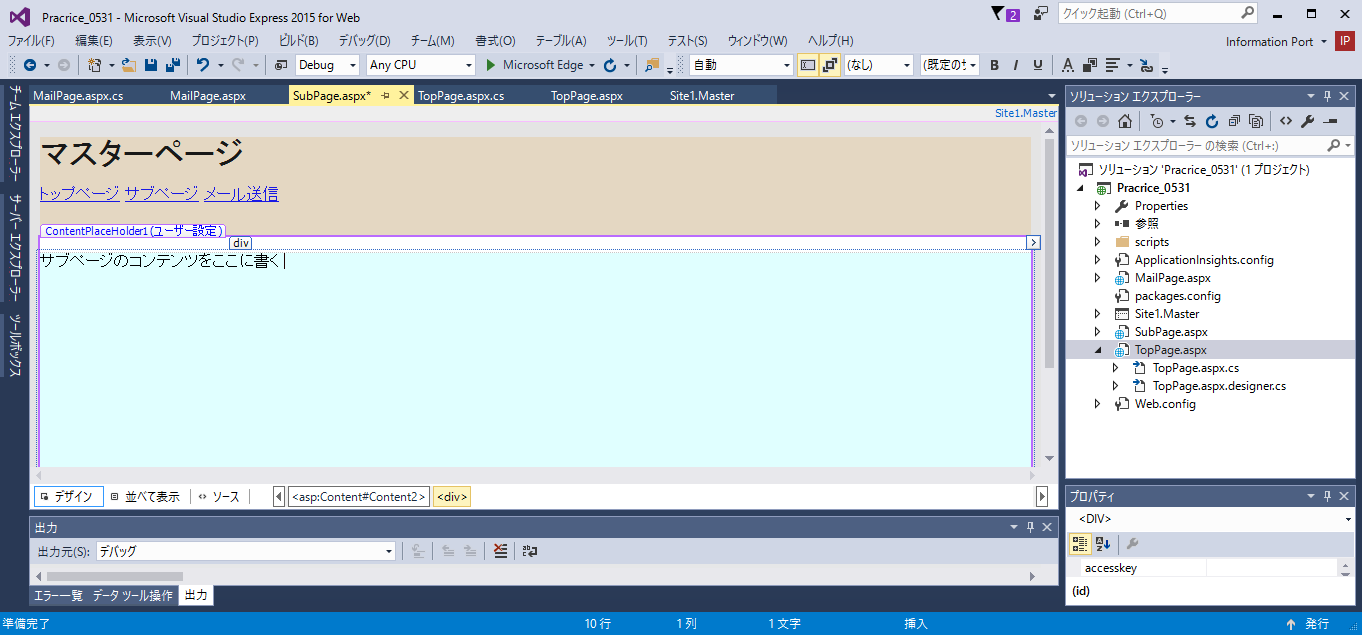 Pracrice_0531 - Microsoft Visual Studio Express 2015 for Web
2
クイック起動 (Ctrl+Q)
ファイル(F) 編集(E) 表示(V) プロジェクト(P) ビルド(B) デバッグ(D) チーム(M) 書式(O) テーブル(A) ツール(T) テスト(S) ウィンドウ(W) ヘルプ(H)
Information Port
IP
Debug Any CPU Microsoft Edge 自動 (なし) (既定のt B I U A
チーム エクスプローラー
サーバー エクスプローラー
ツールボックス
MailPage.aspx.cs MailPage.aspx SubPage.aspx* TopPage.aspx.cs TopPage.aspx Site1.Master
Site1.Master
マスターページ
トップページ サブページ メール送信
ContentPlaceHolder1 (ユーザー設定)
div
サブページのコンテンツをここに書く
デザイン 並べて表示 ソース <asp:Content#Content2> <div>
出力
出力元(S): デバッグ
エラー一覧 データ ツール操作 出力
ソリューション エクスプローラー
ソリューション エクスプローラー の検索 (Ctrl+:)
ソリューション 'Pracrice_0531' (1 プロジェクト)
Pracrice_0531
Properties
参照
scripts
ApplicationInsights.config
MailPage.aspx
packages.config
Site1.Master
SubPage.aspx
TopPage.aspx
TopPage.aspx.cs
TopPage.aspx.designer.cs
Web.config
プロパティ
<DIV>
accesskey
(id)
準備完了 10 行 1 列 1 文字 挿入 発行